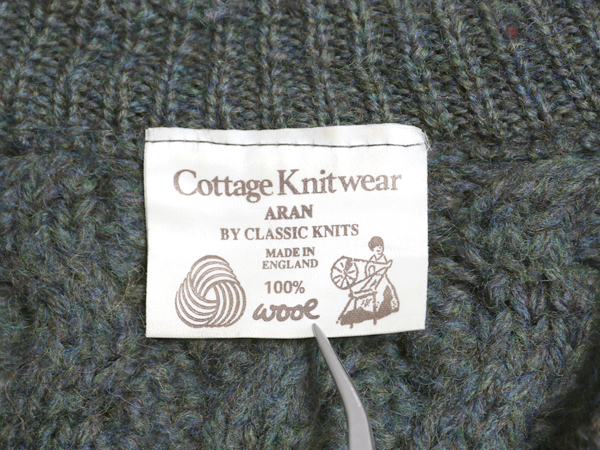 Cottage Knitwear
ARAN
BY CLASSIC KNITS
MADE IN
ENGLAND
100%
wool